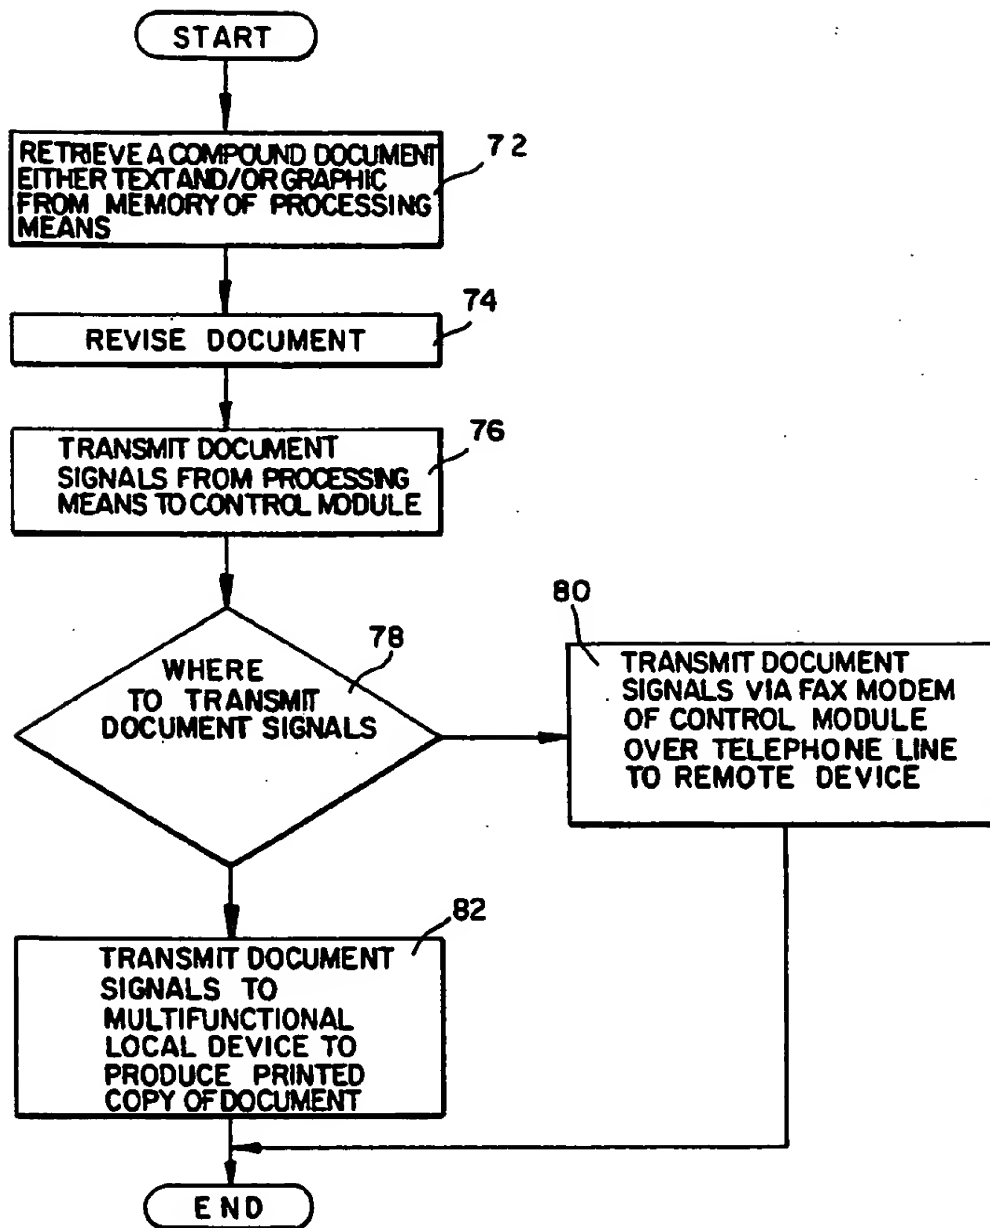 START
RETRIEVE A COMPOUND DOCUMENT
EITHER TEXT AND/OR GRAPHIC
FROM MEMORY OF PROCESSING
MEANS
72
REVISE DOCUMENT
74
TRANSMIT DOCUMENT
SIGNALS FROM PROCESSING
MEANS TO CONTROL MODULE
76
WHERE
TO TRANSMIT
DOCUMENT SIGNALS
78
80
TRANSMIT DOCUMENT
SIGNALS VIA FAX MODEM
OF CONTROL MODULE
OVER TELEPHONE LINE
TO REMOTE DEVICE
82
TRANSMIT DOCUMENT
SIGNALS TO
MULTIFUNCTIONAL
LOCAL DEVICE TO
PRODUCE PRINTED
COPY OF DOCUMENT
END